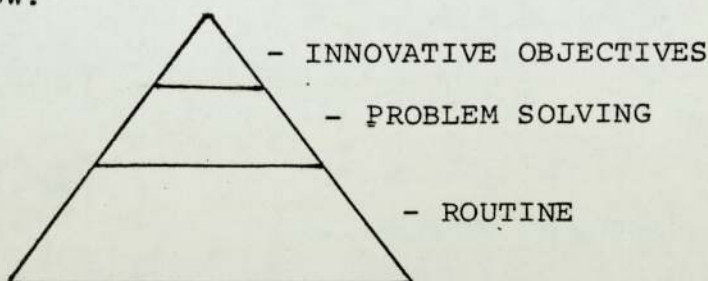 - INNOVATIVE OBJECTIVES
- PROBLEM SOLVING
- ROUTINE